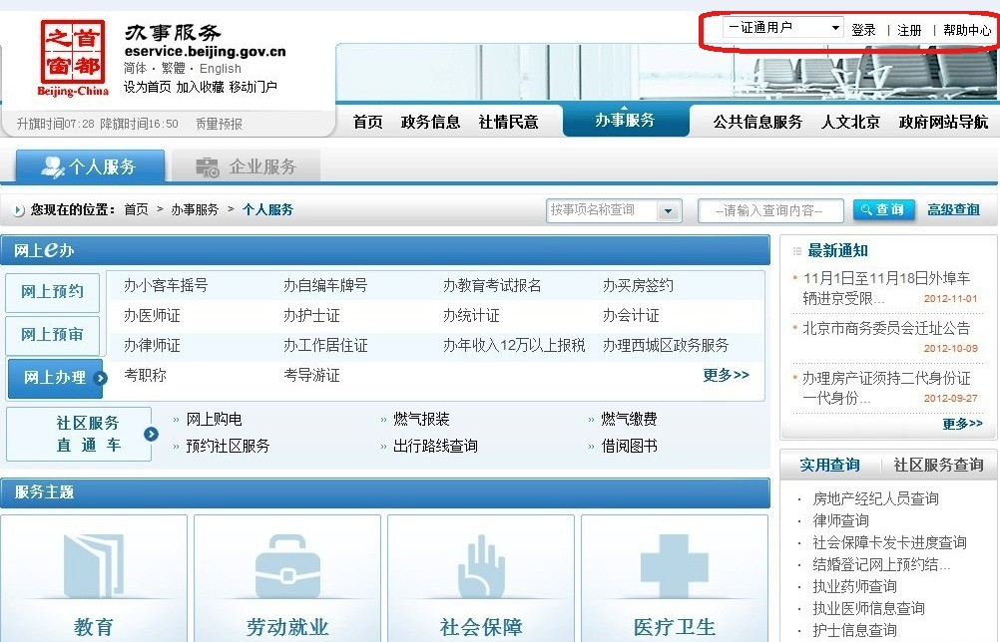 首都之窗
Beijing-China
办事服务
eservice.beijing.gov.cn
简体 · 繁體 · English
设为首页 加入收藏 移动门户
一证通用户 登录 | 注册 | 帮助中心
升旗时间07:28 降旗时间16:50 质量预报
首页 政务信息 社情民意 办事服务 公共信息服务 人文北京 政府网站导航
个人服务 企业服务
您现在的位置： 首页 > 办事服务 > 个人服务
按事项名称查询 --请输入查询内容-- 查询 高级查询
网上e办
网上预约
网上预审
网上办理
办小客车摇号 办自编车牌号 办教育考试报名 办买房签约
办医师证 办护士证 办统计证 办会计证
办律师证 办工作居住证 办年收入12万以上报税 办理西城区政务服务
考职称 考导游证 更多>>
社区服务
直通车
» 网上购电 » 燃气报装 » 燃气缴费
» 预约社区服务 » 出行路线查询 » 借阅图书
服务主题
教育 劳动就业 社会保障 医疗卫生
最新通知
11月1日至11月18日外埠车
辆进京受限... 2012-11-01
北京市商务委员会迁址公告
2012-10-09
办理房产证须持二代身份证
一代身份... 2012-09-27
更多>>
实用查询 社区服务查询
· 房地产经纪人员查询
· 律师查询
· 社会保障卡发卡进度查询
· 结婚登记网上预约结...
· 执业药师查询
· 执业医师信息查询
· 护士信息查询